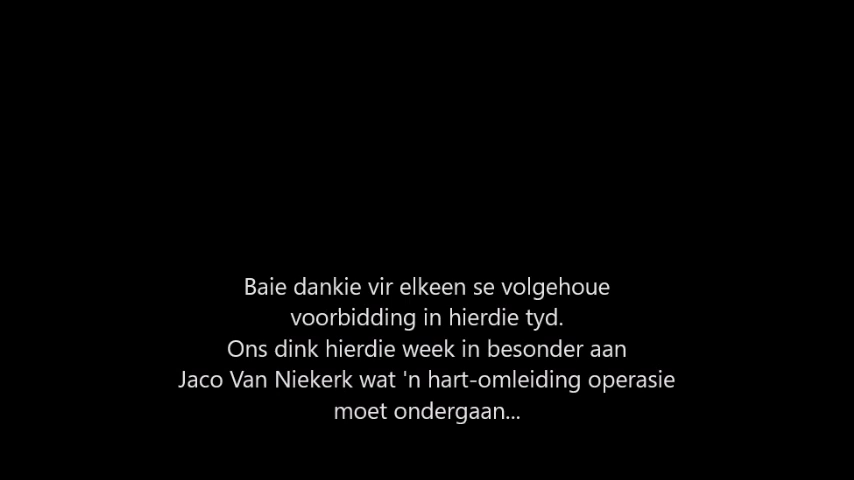 Baie dankie vir elkeen se volgehoue
voorbidding in hierdie tyd.
Ons dink hierdie week in besonder aan
Jaco Van Niekerk wat 'n hart-omleiding operasie
moet ondergaan...